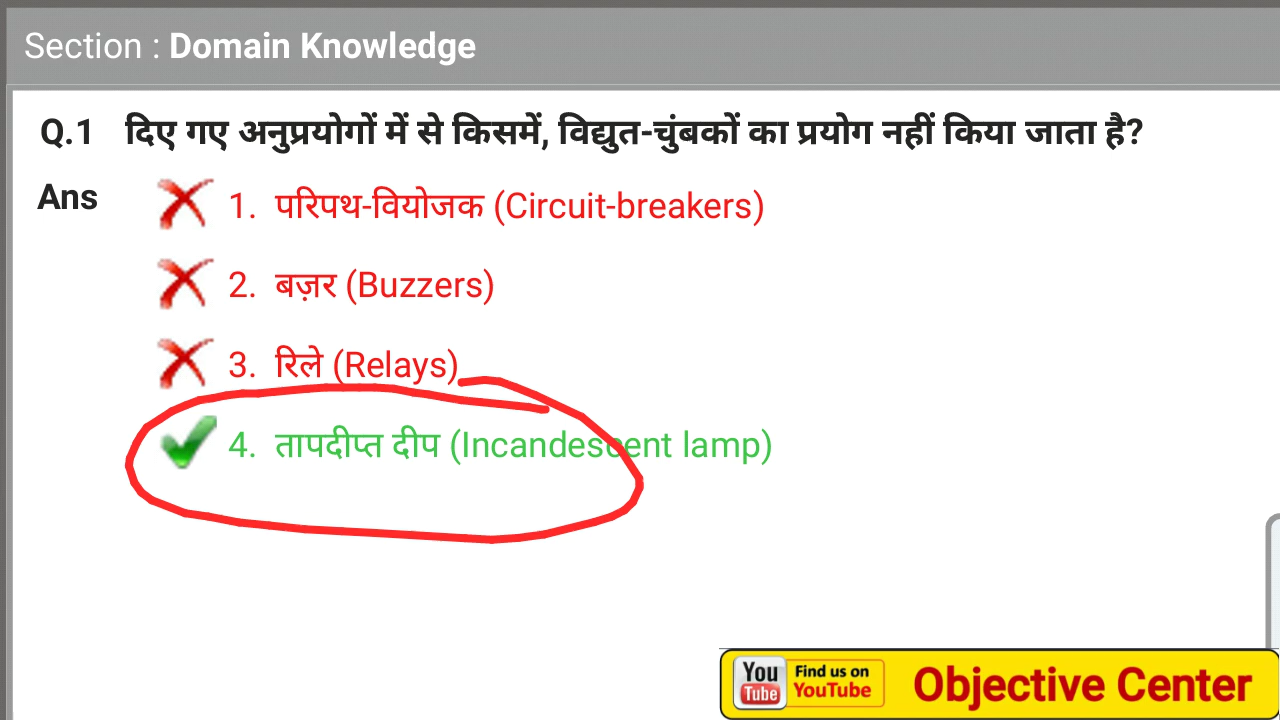 Section : Domain Knowledge
Q.1 दिए गए अनुप्रयोगों में से किसमें, विद्युत-चुंबकों का प्रयोग नहीं किया जाता है?
Ans
1. परिपथ-वियोजक (Circuit-breakers)
2. बज़र (Buzzers)
3. रिले (Relays)
4. तापदीप्त दीप (Incandescent lamp)
You Tube
Find us on YouTube
Objective Center